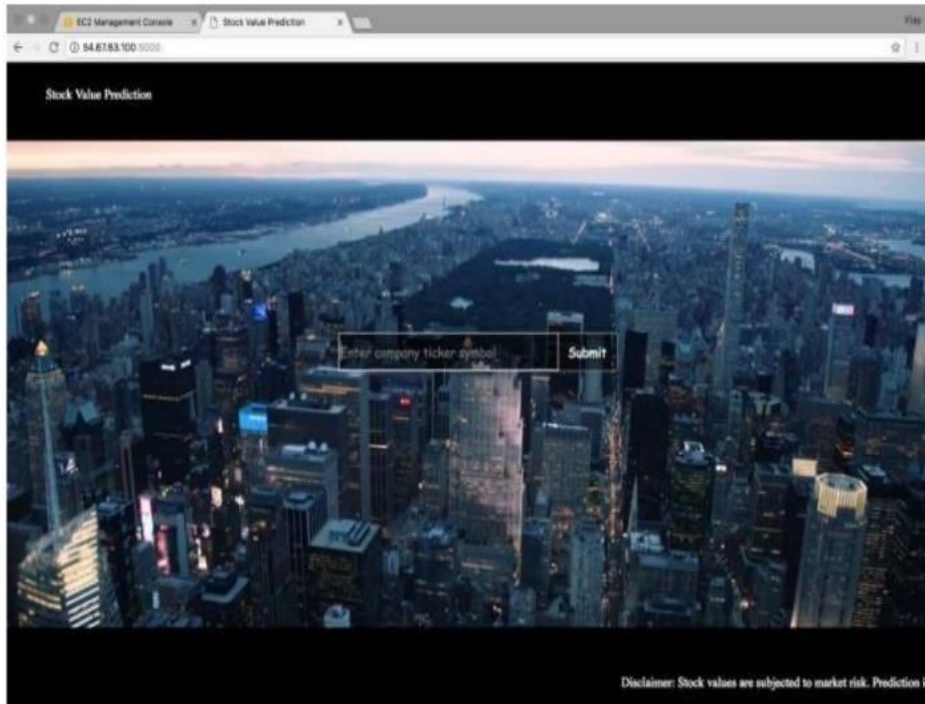 EC2 Management Console
Stock Value Prediction
54.67.63.100:5000
Stock Value Prediction
Enter company ticker symbol
Submit
Disclaimer: Stock values are subjected to market risk. Prediction i